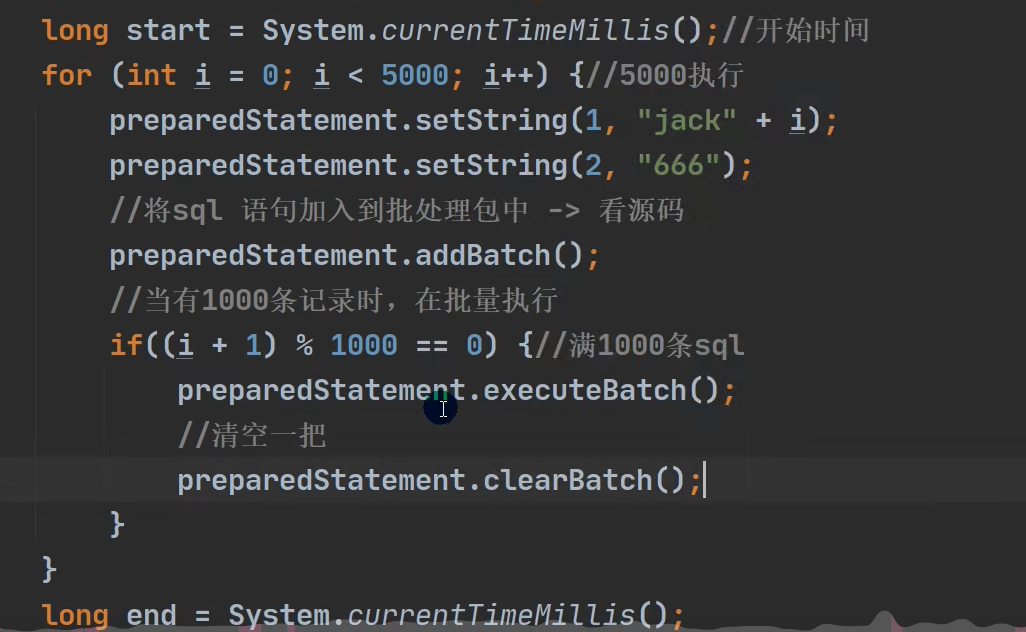 long start = System.currentTimeMillis();//开始时间
for (int i = 0; i < 5000; i++) {//5000执行
preparedStatement.setString(1, "jack" + i);
preparedStatement.setString(2, "666");
//将sql 语句加入到批处理包中 -> 看源码
preparedStatement.addBatch();
//当有1000条记录时，在批量执行
if((i + 1) % 1000 == 0) {//满1000条sql
preparedStatement.executeBatch();
//清空一把
preparedStatement.clearBatch();
}
}
long end = System.currentTimeMillis();